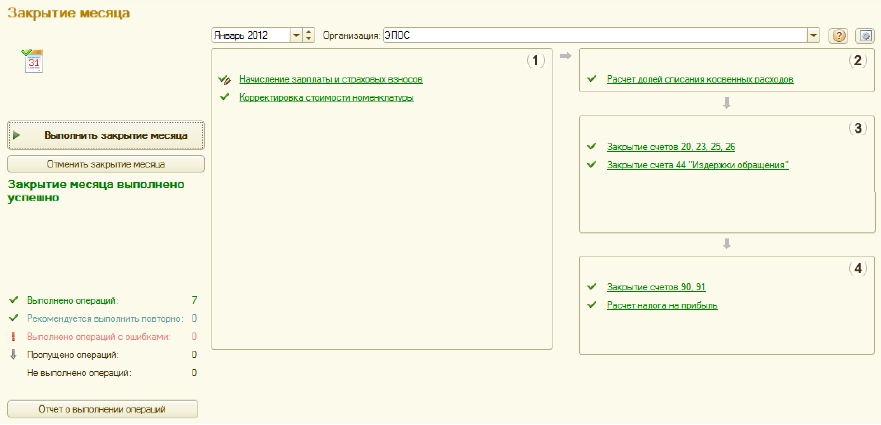 Закрытие месяца
Январь 2012
Организация: ЭПОС
31
Выполнить закрытие месяца
Отменить закрытие месяца
Закрытие месяца выполнено
успешно
Выполнено операций: 7
Рекомендуется выполнить повторно: 0
Выполнено операций с ошибками: 0
Пропущено операций: 0
Не выполнено операций: 0
Отчет о выполнении операций
(1)
Начисление зарплаты и страховых взносов
Корректировка стоимости номенклатуры
(2)
Расчет долей списания косвенных расходов
(3)
Закрытие счетов 20, 23, 25, 26
Закрытие счета 44 "Издержки обращения"
(4)
Закрытие счетов 90, 91
Расчет налога на прибыль